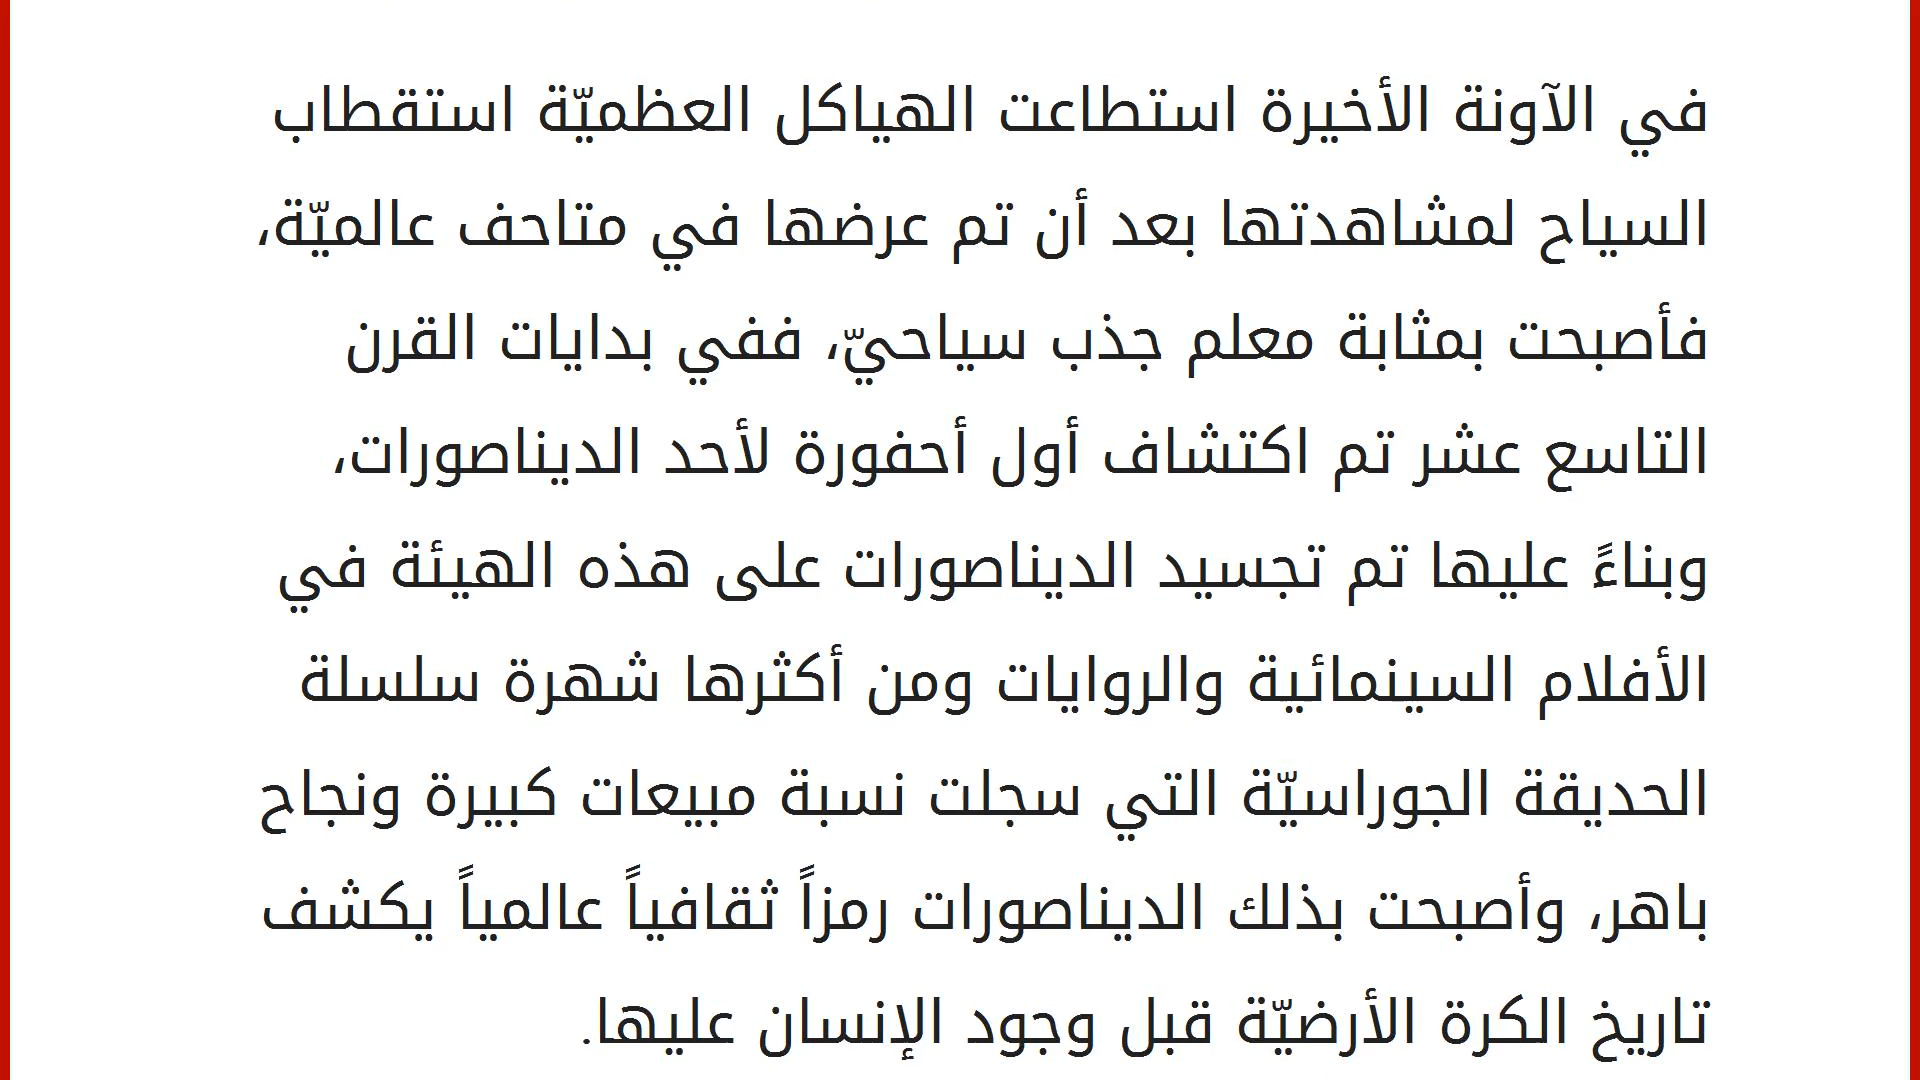 في الآونة الأخيرة استطاعت الهياكل العظميّة استقطاب
السياح لمشاهدتها بعد أن تم عرضها في متاحف عالميّة،
فأصبحت بمثابة معلم جذب سياحيّ، ففي بدايات القرن
التاسع عشر تم اكتشاف أول أحفورة لأحد الديناصورات،
وبناءً عليها تم تجسيد الديناصورات على هذه الهيئة في
الأفلام السينمائية والروايات ومن أكثرها شهرة سلسلة
الحديقة الجوراسيّة التي سجلت نسبة مبيعات كبيرة ونجاح
باهر، وأصبحت بذلك الديناصورات رمزاً ثقافياً عالمياً يكشف
تاريخ الكرة الأرضيّة قبل وجود الإنسان عليها.